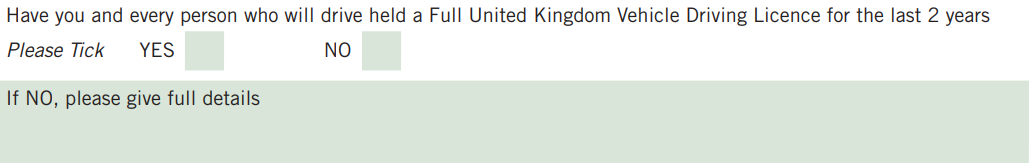 Have you and every person who will drive held a Full United Kingdom Vehicle Driving Licence for the last 2 years
Please Tick YES NO
If NO, please give full details